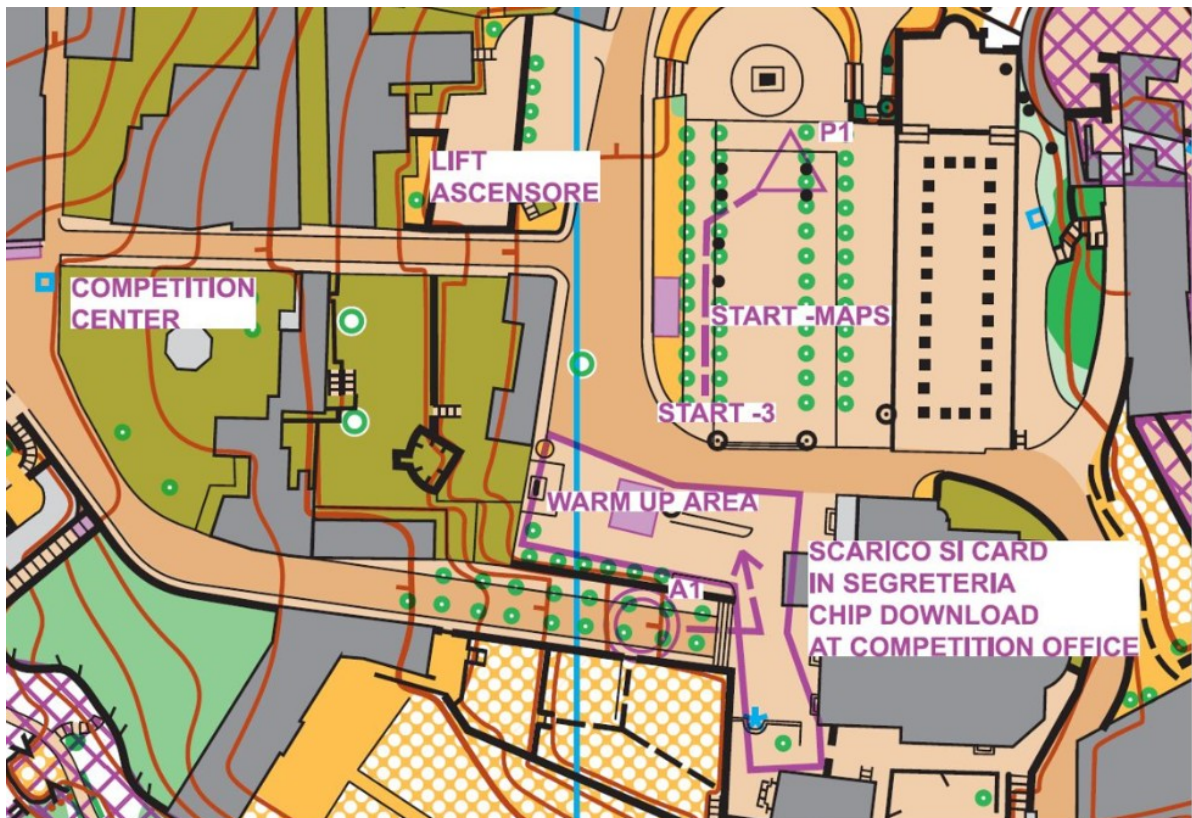 P1
LIFT
ASCENSORE
COMPETITION
CENTER
START -MAPS
START -3
WARM UP AREA
SCARICO SI CARD
IN SEGRETERIA
CHIP DOWNLOAD
AT COMPETITION OFFICE
A1